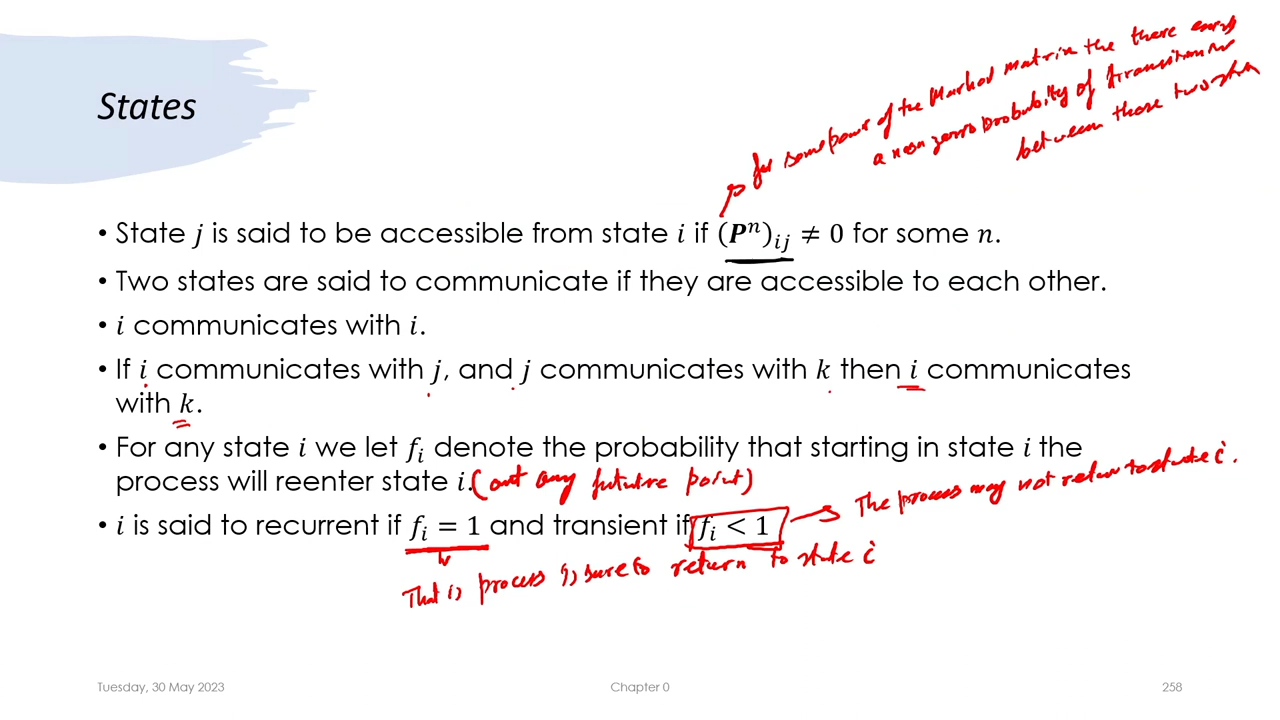 States
for some power of the Markod matrix the there
a non zero probability of transition
between those two
• State j is said to be accessible from state i if (Pⁿ)ᵢⱼ ≠ 0 for some n.
• Two states are said to communicate if they are accessible to each other.
• i communicates with i.
• If i communicates with j, and j communicates with k then i communicates
with k.
• For any state i we let fᵢ denote the probability that starting in state i the
process will reenter state i. (at any future point)
The process may not return to state i.
• i is said to recurrent if fᵢ = 1 and transient if fᵢ < 1
That is process is sure to return to state i
Tuesday, 30 May 2023 Chapter 0 258